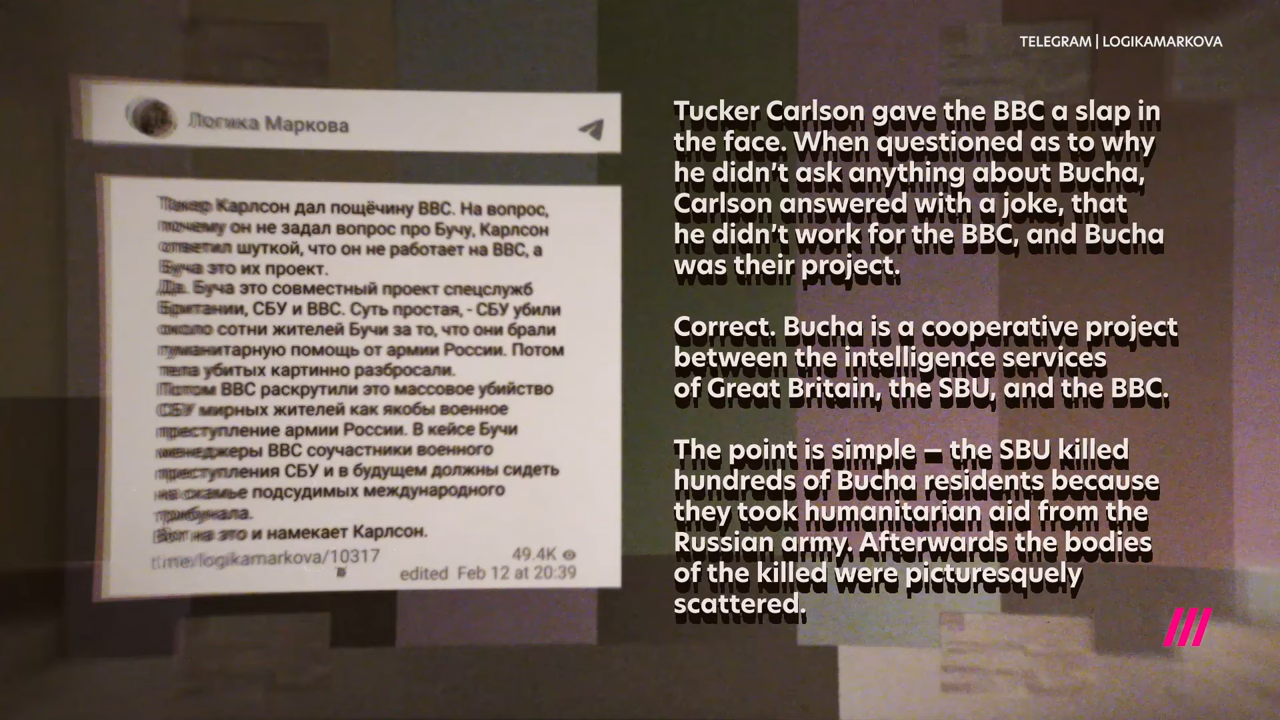 TELEGRAM | LOGIKAMARKOVA
Логика Маркова
Такер Карлсон дал пощёчину BBC. На вопрос,
почему он не задал вопрос про Бучу, Карлсон
ответил шуткой, что он не работает на BBC, а
Буча это их проект.
Да. Буча это совместный проект спецслужб
Британии, СБУ и BBC. Суть простая, - СБУ убили
около сотни жителей Бучи за то, что они брали
гуманитарную помощь от армии России. Потом
тела убитых картинно разбросали.
Потом BBC раскрутили это массовое убийство
СБУ мирных жителей как якобы военное
преступление армии России. В кейсе Бучи
менеджеры BBC соучастники военного
преступления СБУ и в будущем должны сидеть
на скамье подсудимых международного
трибунала.
Вот на это и намекает Карлсон.
t.me/logikamarkova/10317
49.4K
edited Feb 12 at 20:39
Tucker Carlson gave the BBC a slap in
the face. When questioned as to why
he didn’t ask anything about Bucha,
Carlson answered with a joke, that
he didn’t work for the BBC, and Bucha
was their project.
Correct. Bucha is a cooperative project
between the intelligence services
of Great Britain, the SBU, and the BBC.
The point is simple – the SBU killed
hundreds of Bucha residents because
they took humanitarian aid from the
Russian army. Afterwards the bodies
of the killed were picturesquely
scattered.